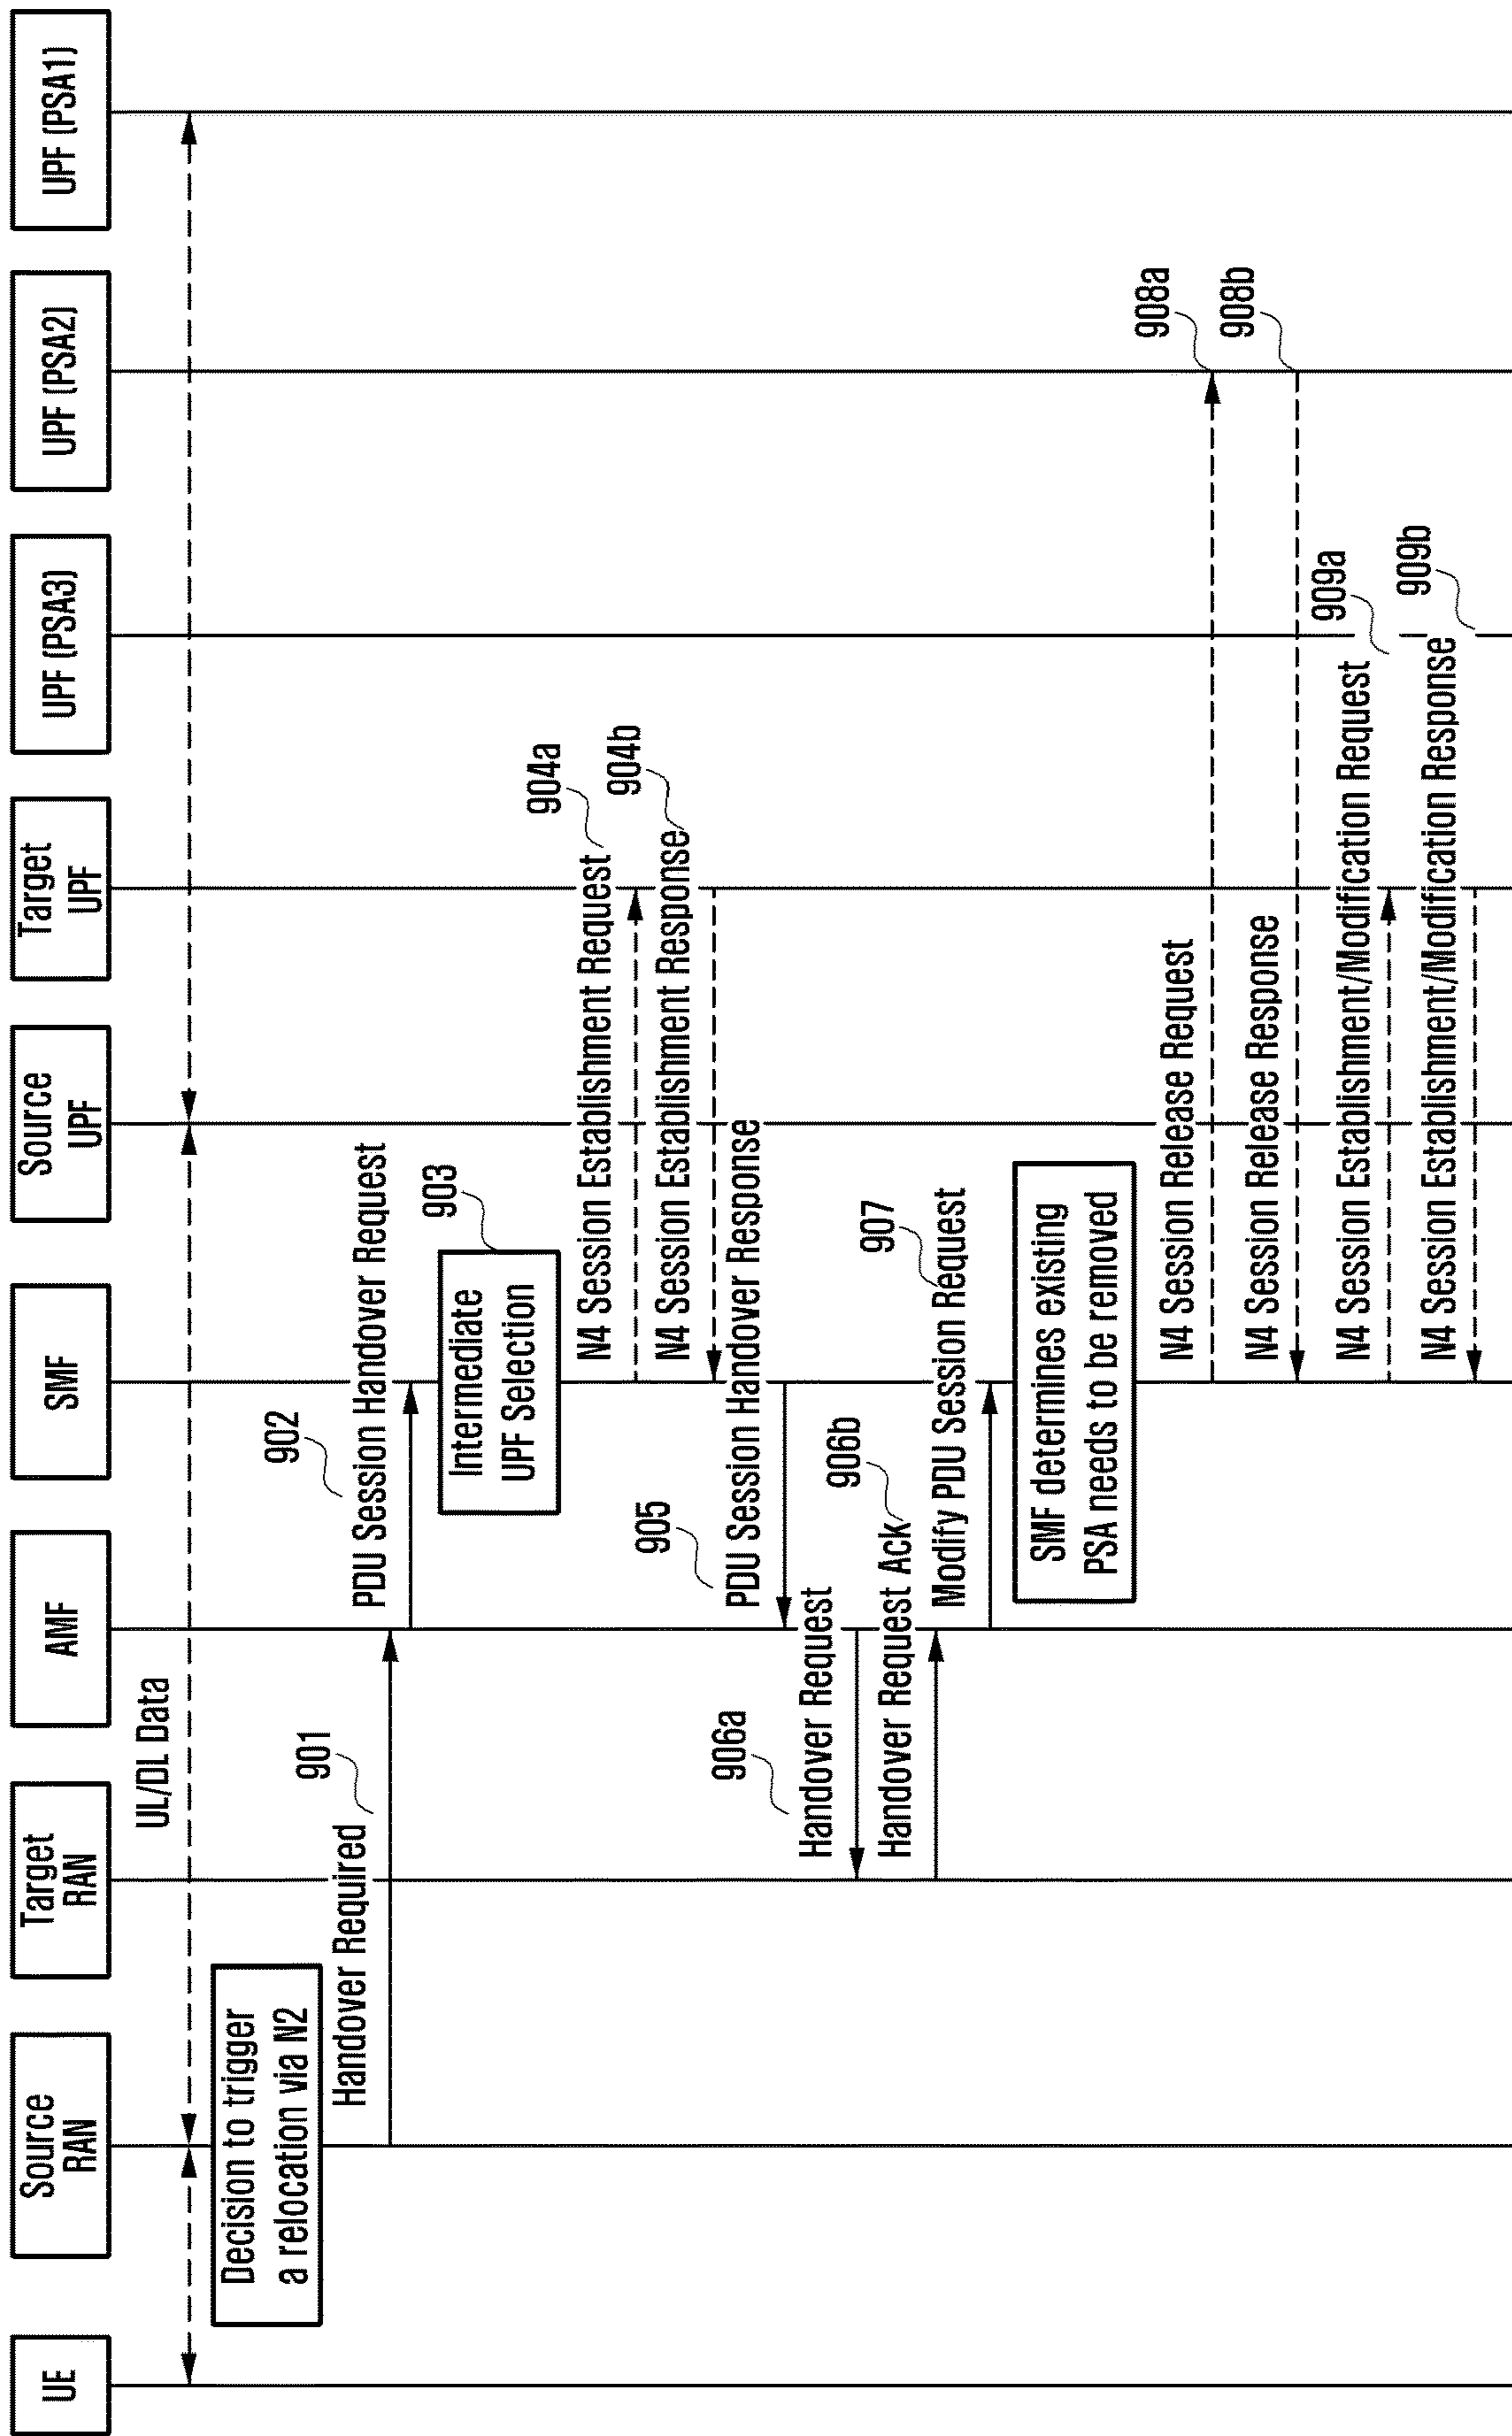 UE
Source
RAN
Target
RAN
AMF
SMF
Source
UPF
Target
UPF
UPF (PSA3)
UPF (PSA2)
UPF (PSA1)
UL/DL Data
Decision to trigger
a relocation via N2
Handover Required
901
902
PDU Session Handover Request
903
Intermediate
UPF Selection
N4 Session Establishment Request
904a
N4 Session Establishment Response
904b
905
PDU Session Handover Response
906a
Handover Request
Handover Request Ack
906b
Modify PDU Session Request
907
SMF determines existing
PSA needs to be removed
N4 Session Release Request
908a
N4 Session Release Response
908b
N4 Session Establishment/Modification Request
909a
N4 Session Establishment/Modification Response
909b